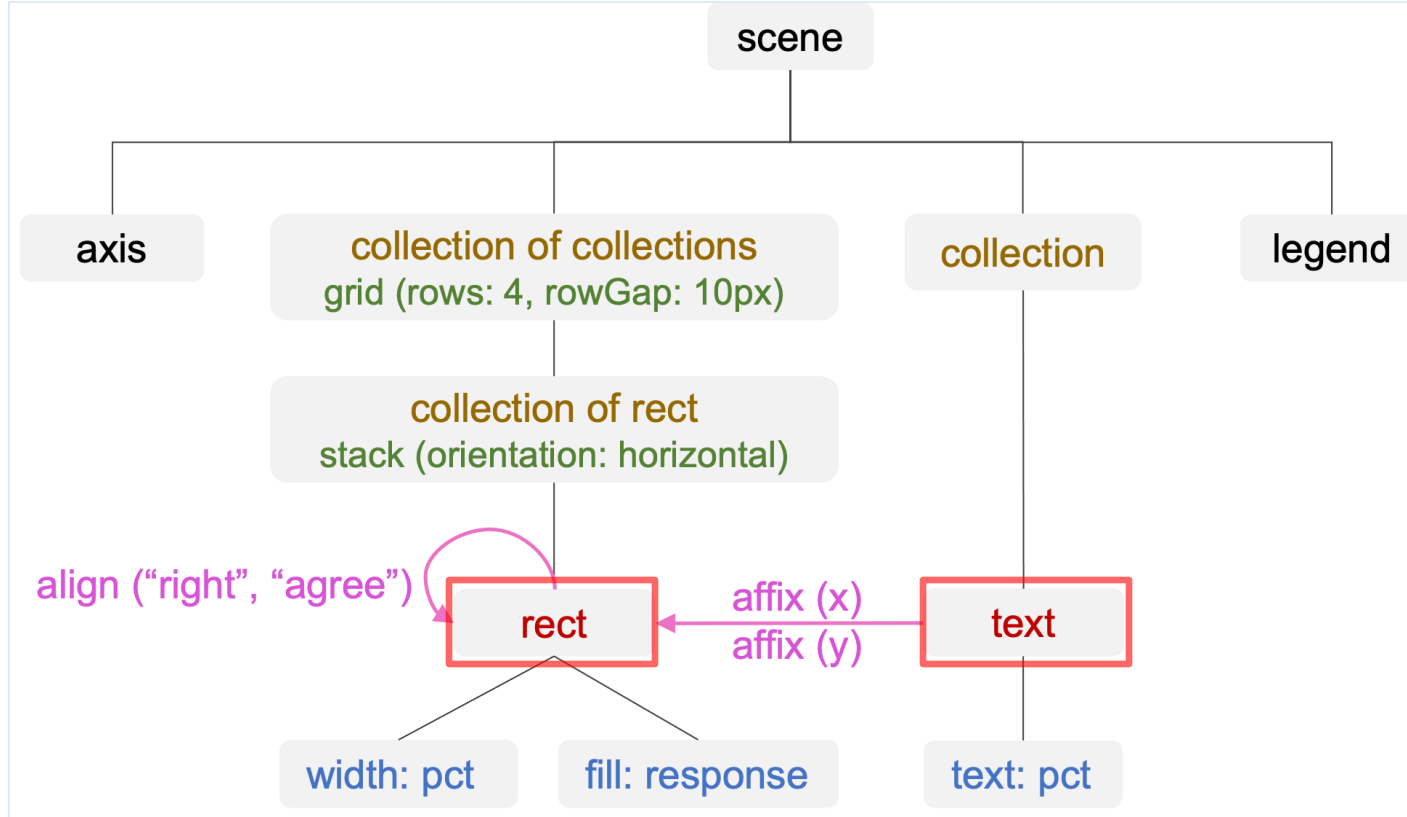 scene
axis
collection of collections
grid (rows: 4, rowGap: 10px)
collection
legend
collection of rect
stack (orientation: horizontal)
align (“right”, “agree”)
rect
affix (x)
affix (y)
text
width: pct
fill: response
text: pct